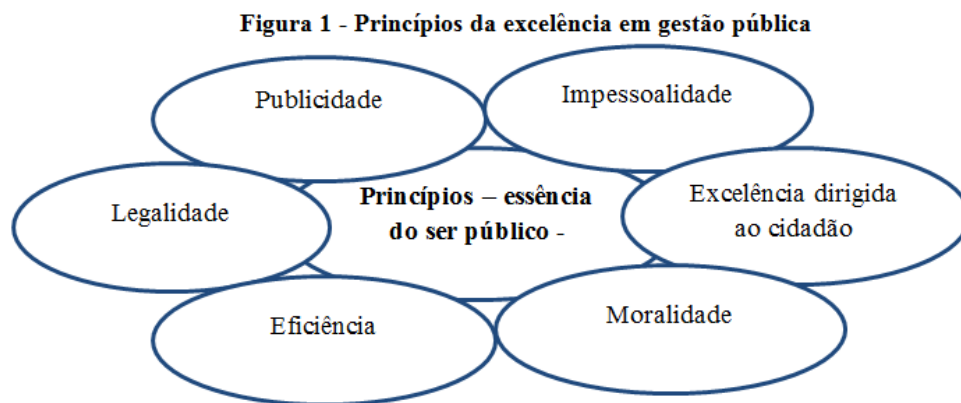 Figura 1 - Princípios da excelência em gestão pública
Publicidade
Impessoalidade
Legalidade
Princípios – essência
do ser público -
Excelência dirigida
ao cidadão
Eficiência
Moralidade